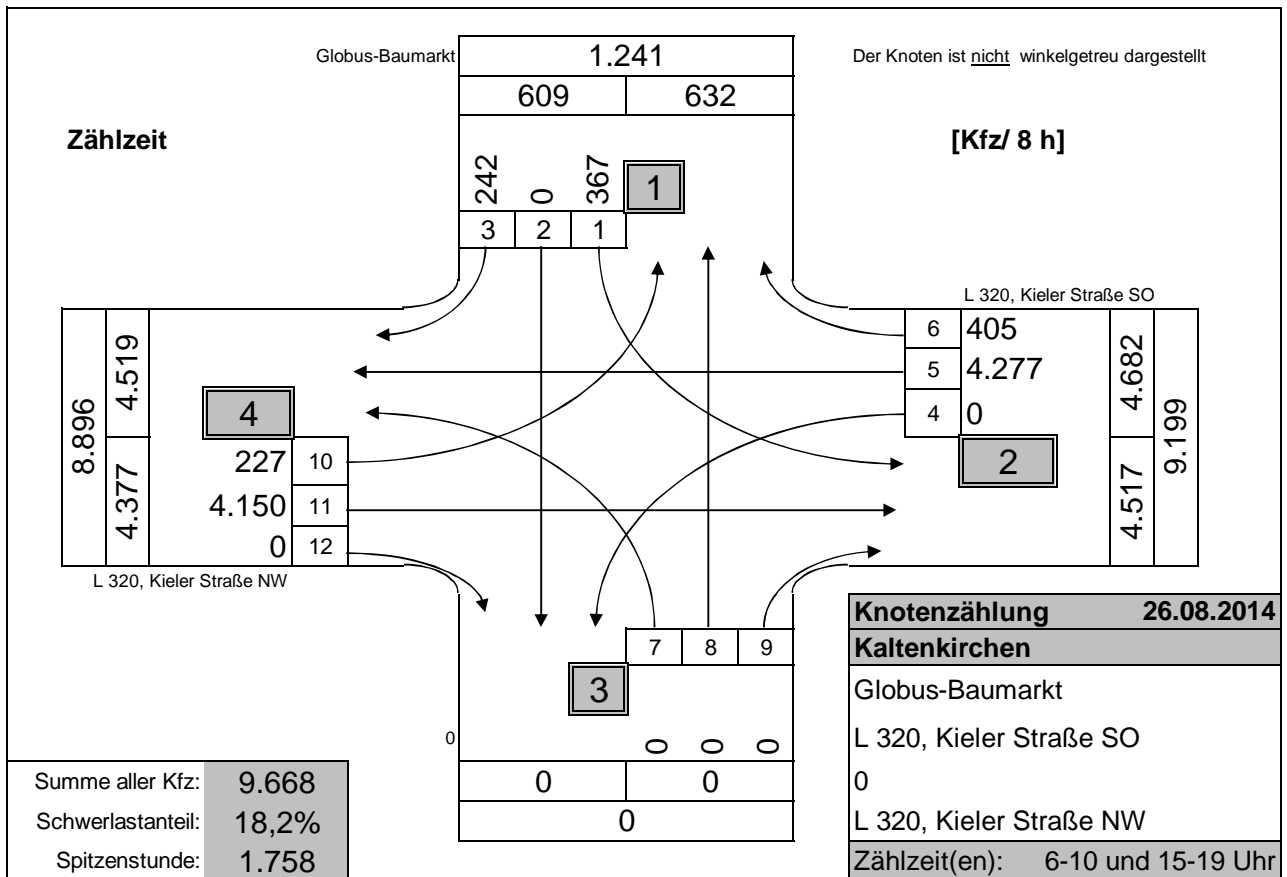 Globus-Baumarkt
1.241
Der Knoten ist nicht winkelgetreu dargestellt
609 632
Zählzeit
[Kfz/ 8 h]
242 0 367
1
3 2 1
L 320, Kieler Straße SO
8.896
4.519
4.377
4
227 10
4.150 11
0 12
L 320, Kieler Straße NW
6 405
5 4.277
4 0
2
4.682
4.517
9.199
7 8 9
3
0
0 0 0
0 0
0
Summe aller Kfz: 9.668
Schwerlastanteil: 18,2%
Spitzenstunde: 1.758
Knotenzählung 26.08.2014
Kaltenkirchen
Globus-Baumarkt
L 320, Kieler Straße SO
0
L 320, Kieler Straße NW
Zählzeit(en): 6-10 und 15-19 Uhr